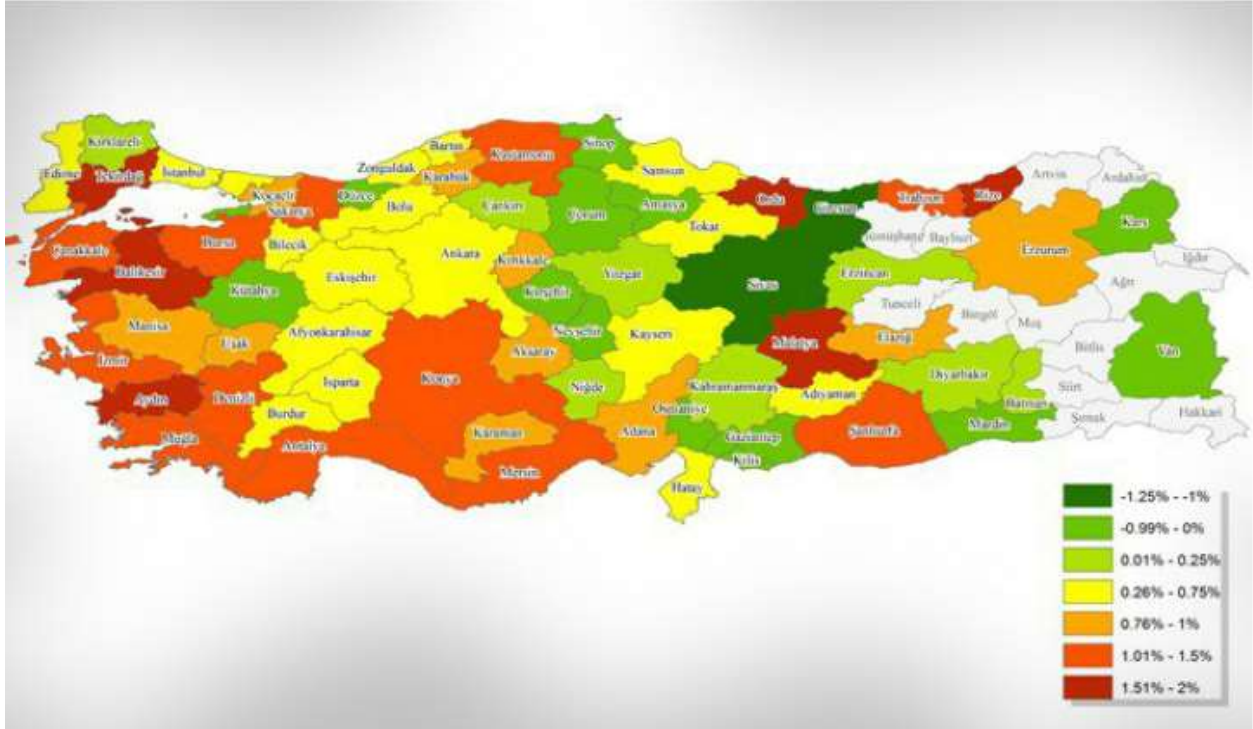 Kırklareli
Edirne
Tekirdağ
İstanbul
Kocaeli
Sakarya
Düzce
Zonguldak
Bartın
Karabük
Kastamonu
Sinop
Samsun
Çankırı
Çorum
Amasya
Tokat
Ordu
Giresun
Trabzon
Rize
Artvin
Ardahan
Kars
Iğdır
Gümüşhane
Bayburt
Erzurum
Erzincan
Ağrı
Çanakkale
Balıkesir
Bursa
Bilecik
Bolu
Ankara
Eskişehir
Kütahya
Kırıkkale
Kırşehir
Yozgat
Sivas
Tunceli
Bingöl
Muş
Bitlis
Van
Manisa
Uşak
Afyonkarahisar
İzmir
Aydın
Denizli
Muğla
Burdur
Isparta
Antalya
Konya
Karaman
Mersin
Aksaray
Nevşehir
Niğde
Kayseri
Adana
Osmaniye
Kahramanmaraş
Malatya
Elazığ
Adıyaman
Gaziantep
Kilis
Hatay
Şanlıurfa
Diyarbakır
Mardin
Batman
Siirt
Şırnak
Hakkari
-1.25% - -1%
-0.99% - 0%
0.01% - 0.25%
0.26% - 0.75%
0.76% - 1%
1.01% - 1.5%
1.51% - 2%